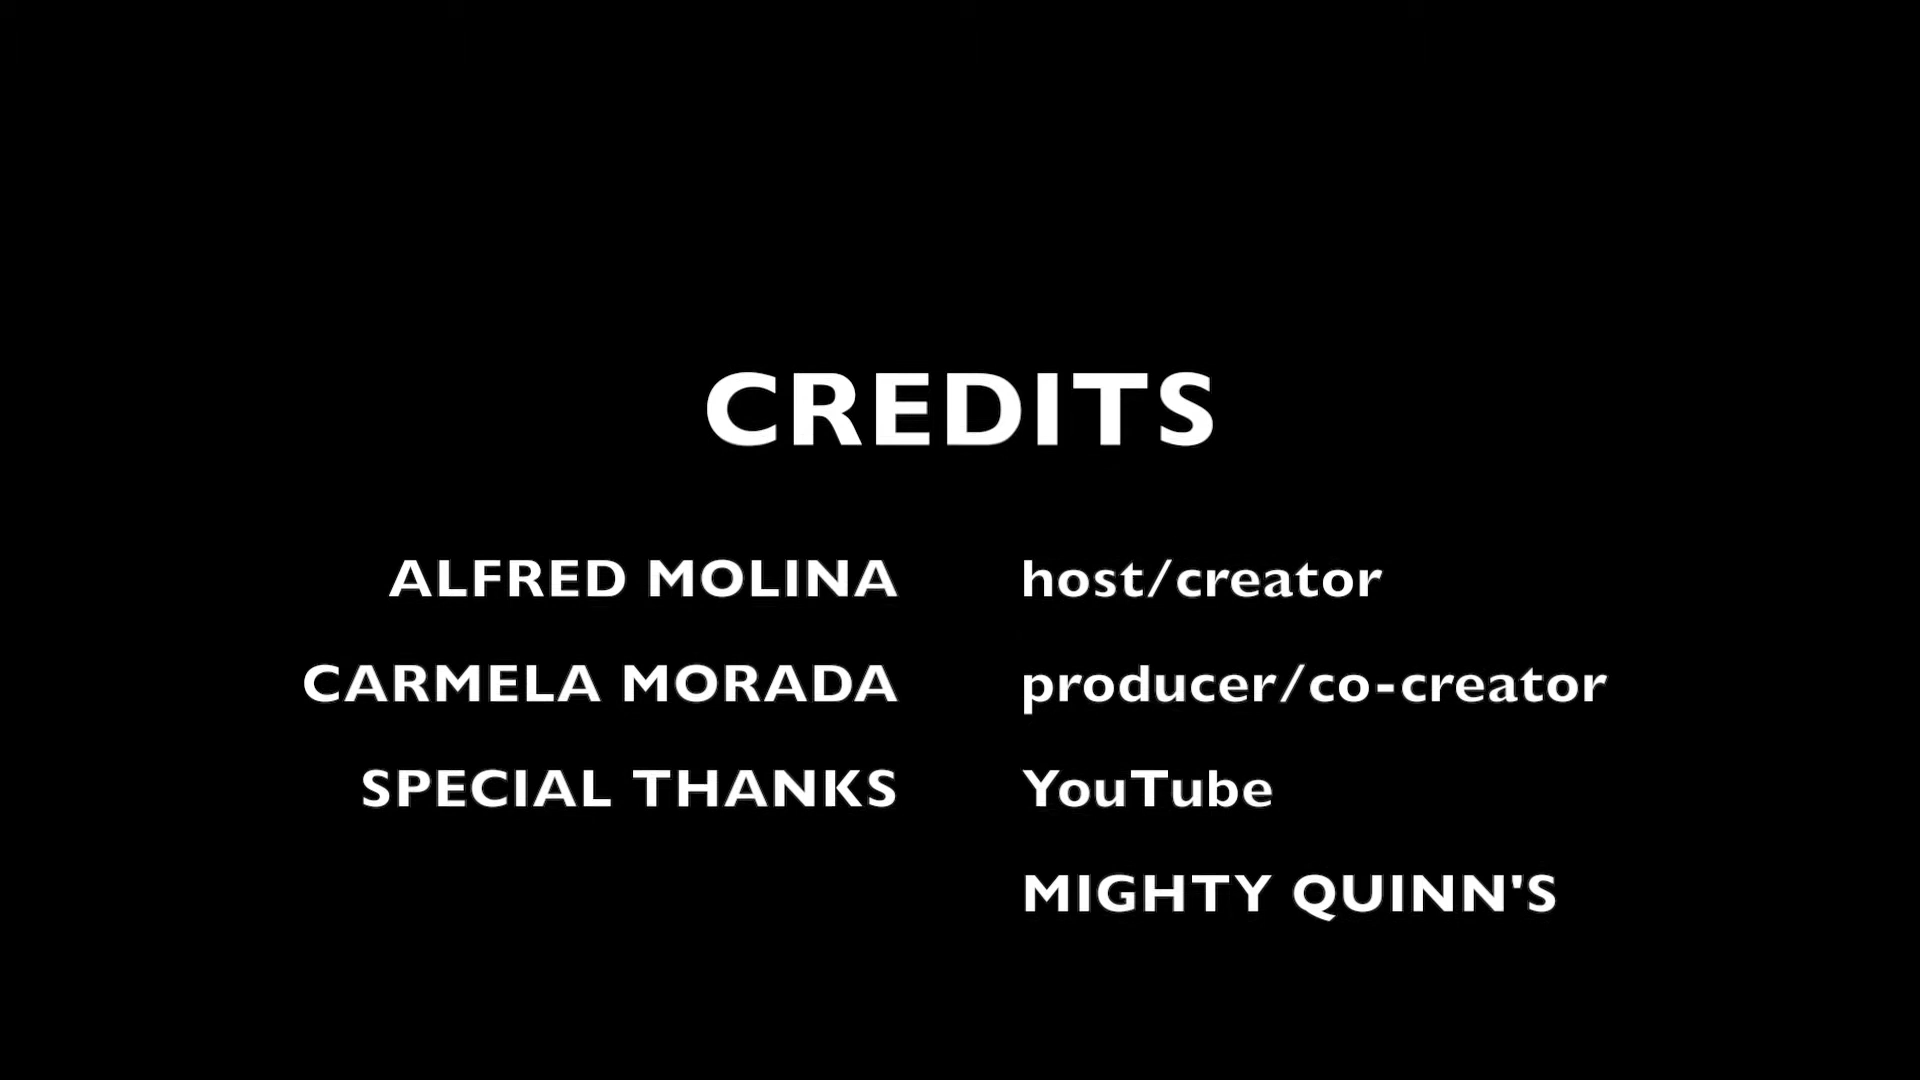 CREDITS
ALFRED MOLINA host/creator
CARMELA MORADA producer/co-creator
SPECIAL THANKS YouTube
MIGHTY QUINN'S